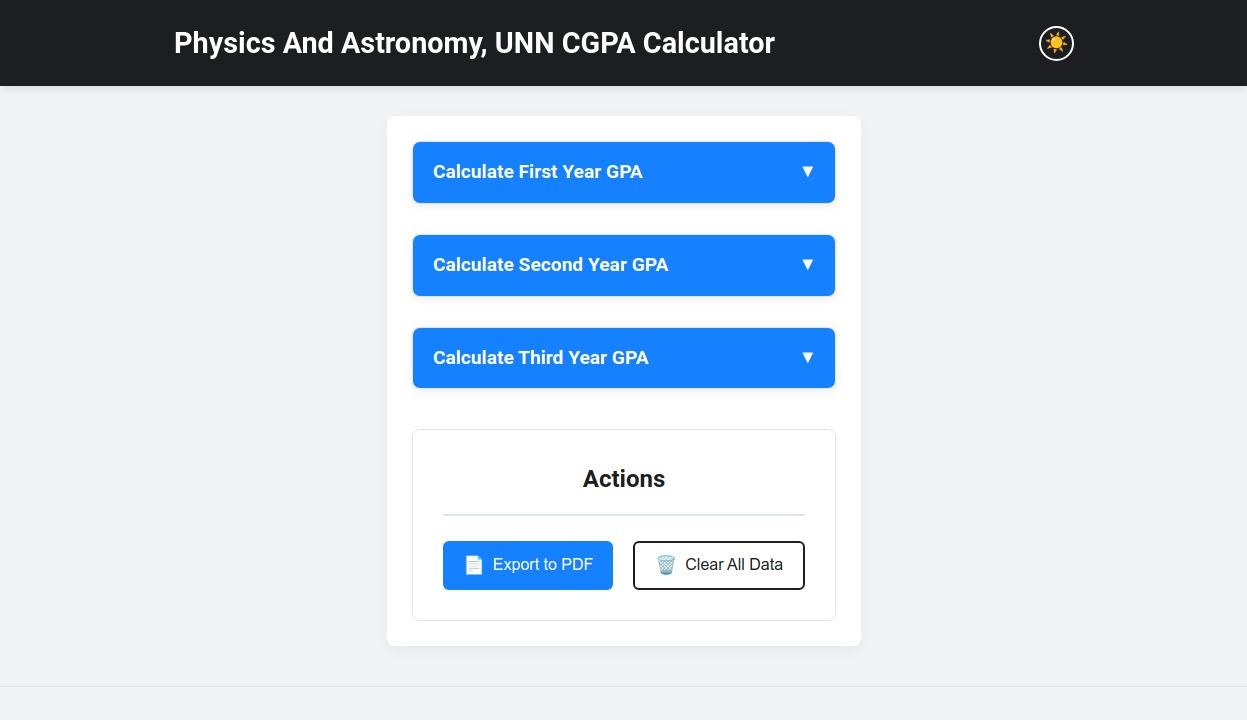 Physics And Astronomy, UNN CGPA Calculator
Calculate First Year GPA
Calculate Second Year GPA
Calculate Third Year GPA
Actions
Export to PDF
Clear All Data